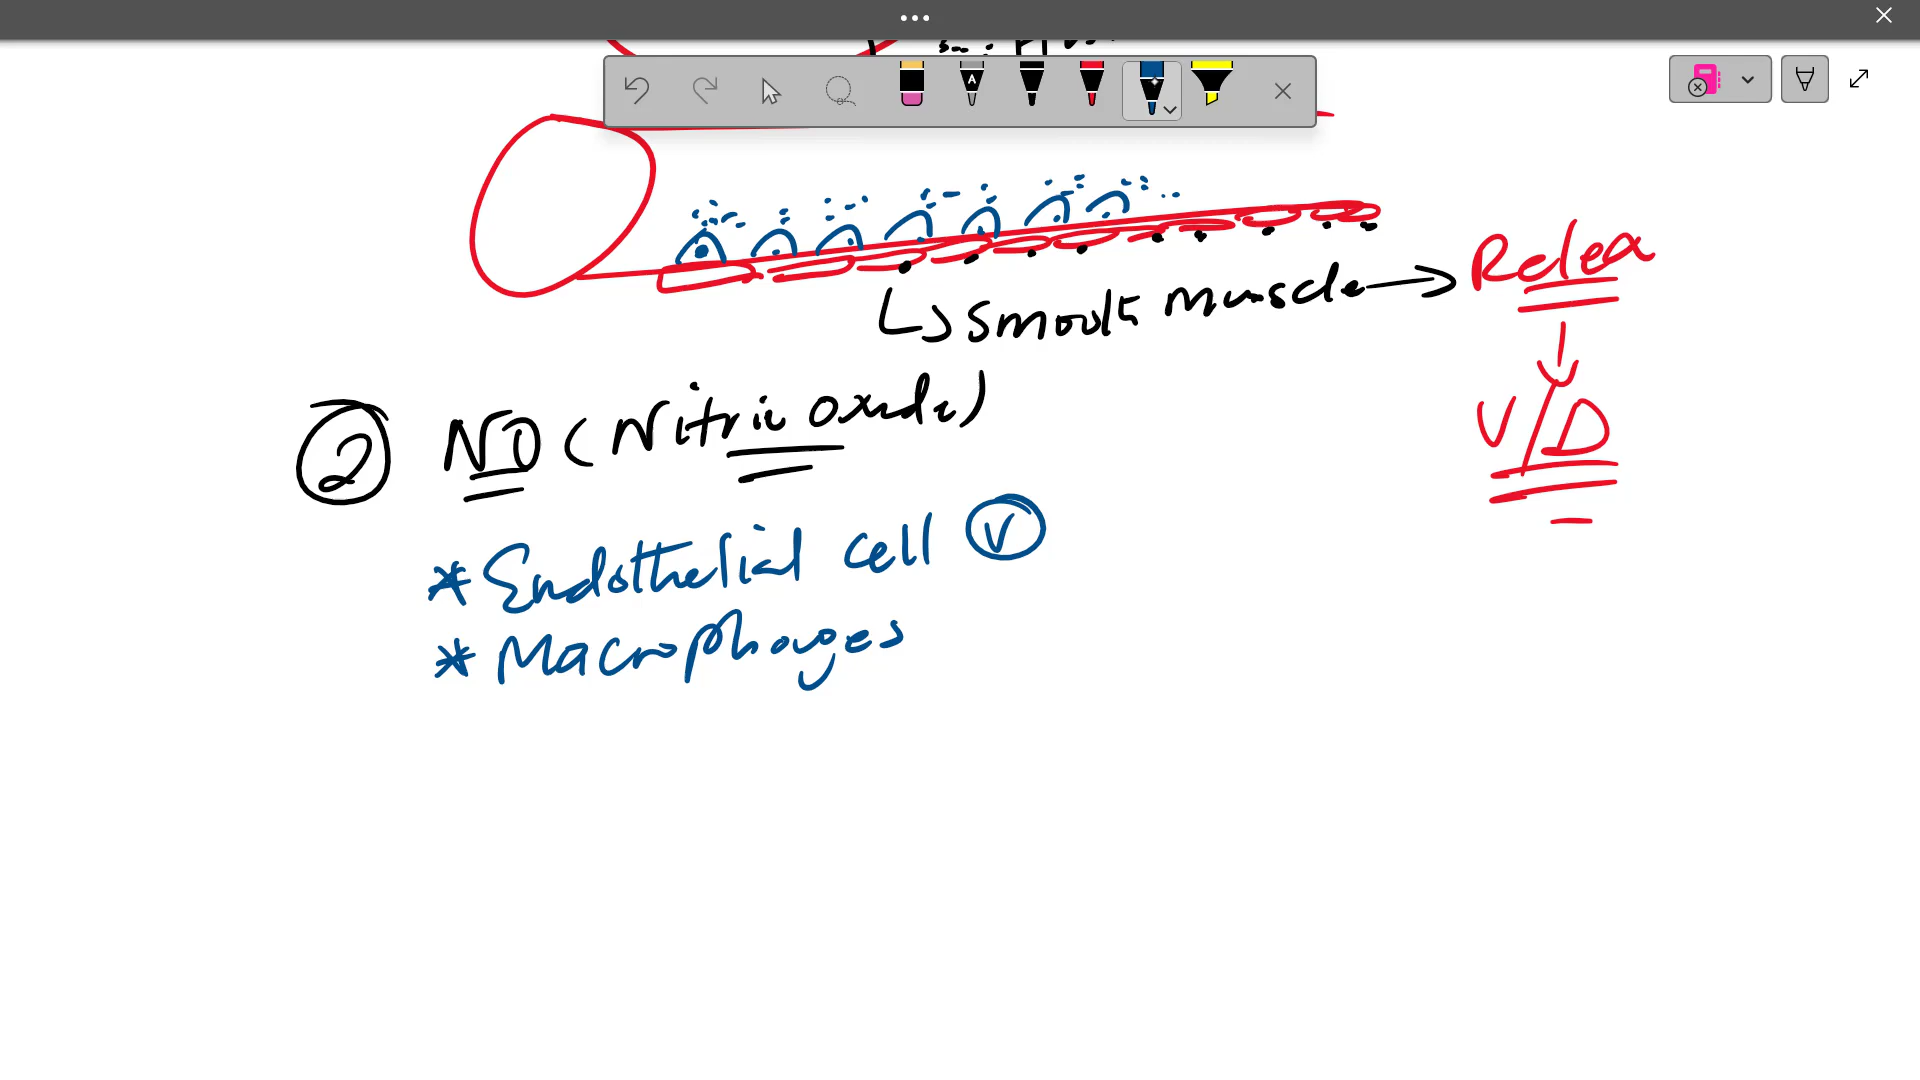 ↳ Smooth muscle → Relax
↓
V/D
② NO (Nitric oxide)
* Endothelial cell ✓
* Macrophages